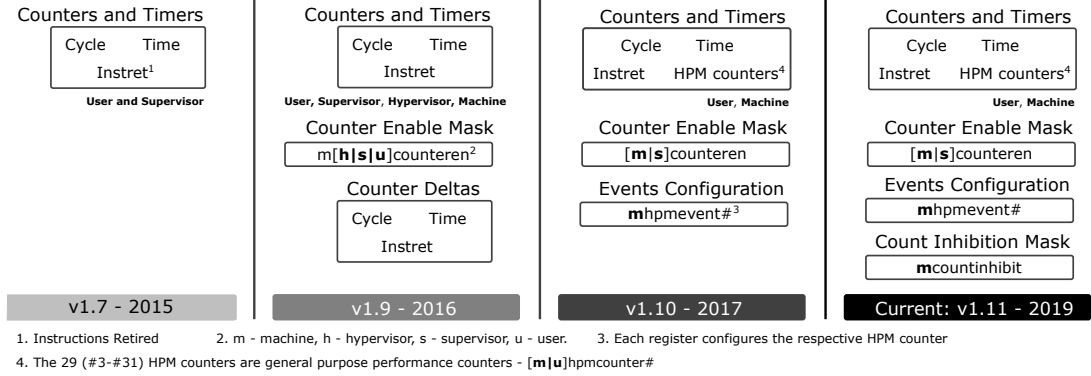 Counters and Timers
Cycle Time
Instret¹
User and Supervisor
v1.7 - 2015
Counters and Timers
Cycle Time
Instret
User, Supervisor, Hypervisor, Machine
Counter Enable Mask
m[h|s|u]counteren²
Counter Deltas
Cycle Time
Instret
v1.9 - 2016
Counters and Timers
Cycle Time
Instret HPM counters⁴
User, Machine
Counter Enable Mask
[m|s]counteren
Events Configuration
mhpmevent#³
v1.10 - 2017
Counters and Timers
Cycle Time
Instret HPM counters⁴
User, Machine
Counter Enable Mask
[m|s]counteren
Events Configuration
mhpmevent#
Count Inhibition Mask
mcountinhibit
Current: v1.11 - 2019
1. Instructions Retired 2. m - machine, h - hypervisor, s - supervisor, u - user. 3. Each register configures the respective HPM counter
4. The 29 (#3-#31) HPM counters are general purpose performance counters - [m|u]hpmcounter#